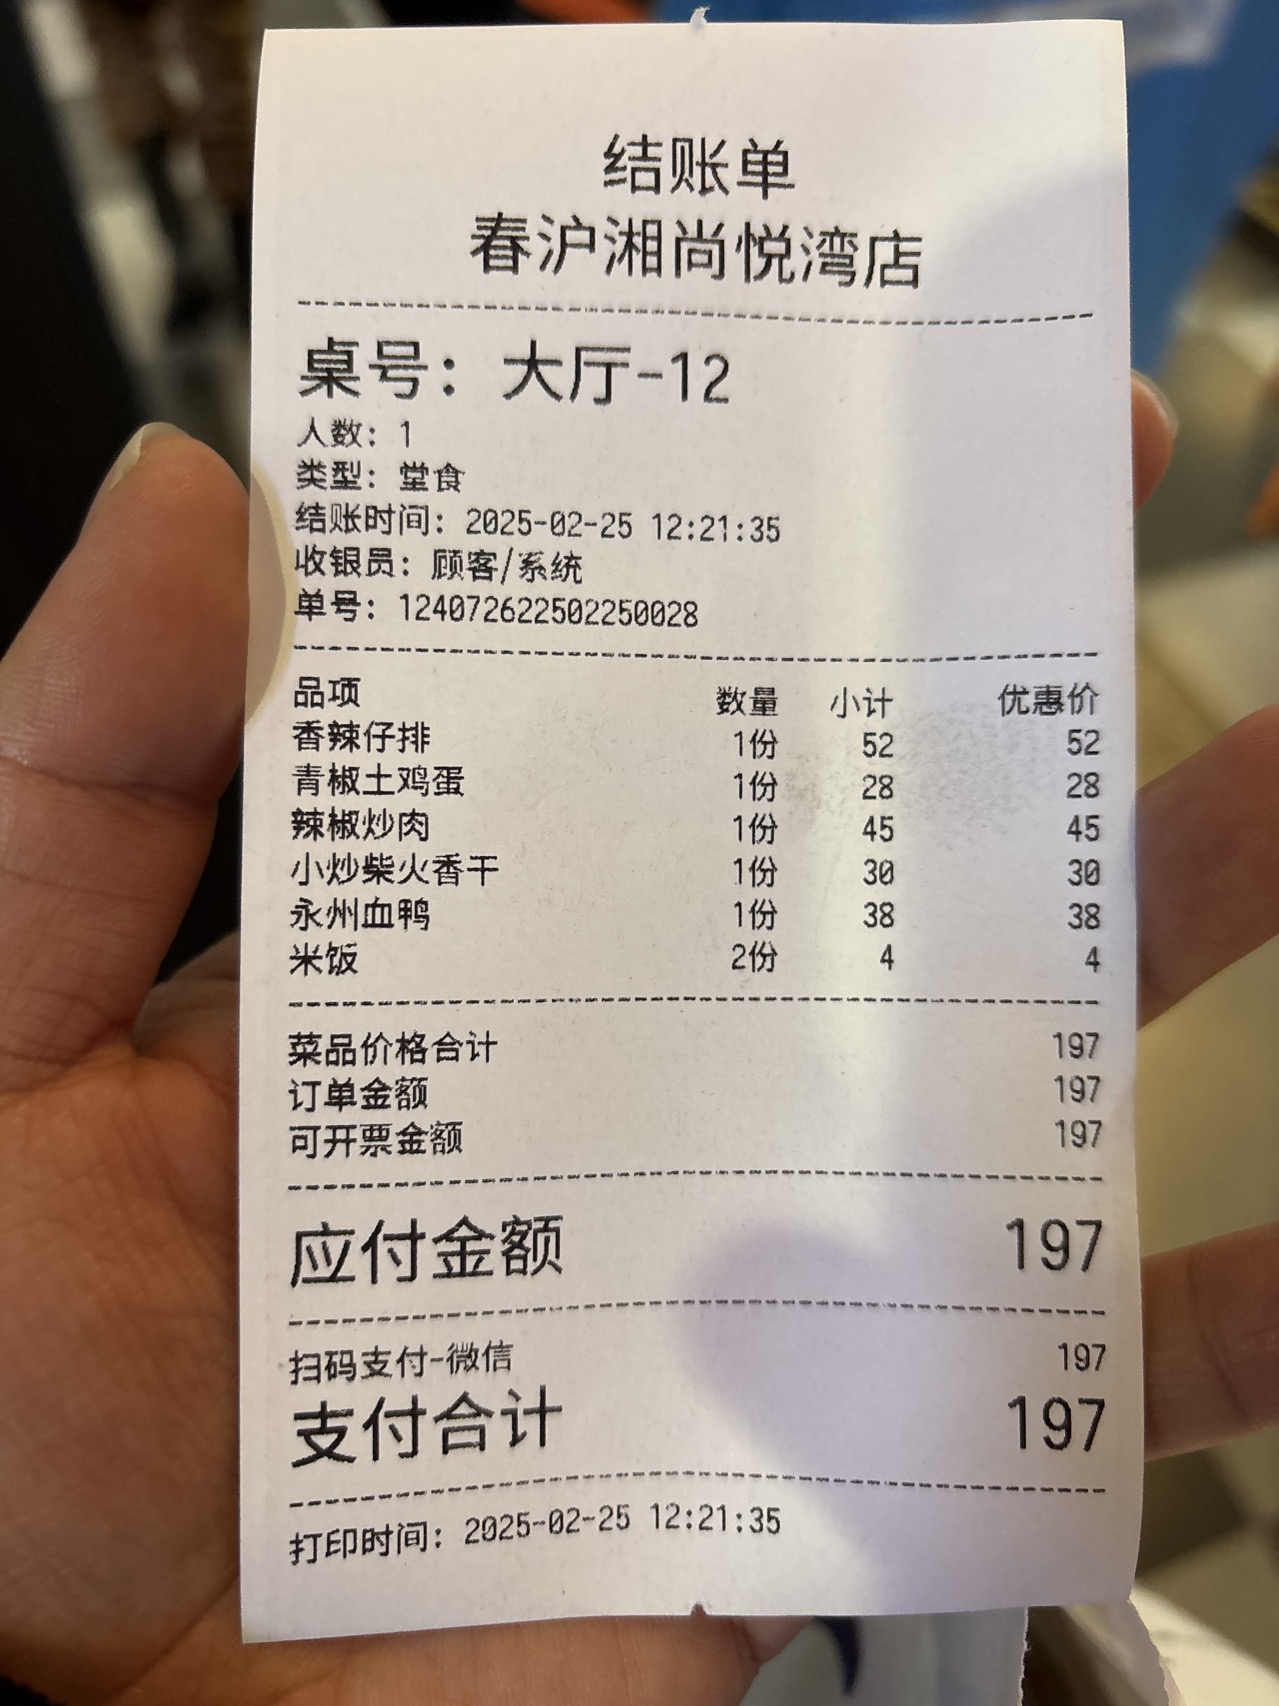 结账单
春沪湘尚悦湾店
桌号：大厅-12
人数：1
类型：堂食
结账时间：2025-02-25 12:21:35
收银员：顾客/系统
单号：124072622502250028
品项 数量 小计 优惠价
香辣仔排 1份 52 52
青椒土鸡蛋 1份 28 28
辣椒炒肉 1份 45 45
小炒柴火香干 1份 30 30
永州血鸭 1份 38 38
米饭 2份 4 4
菜品价格合计 197
订单金额 197
可开票金额 197
应付金额 197
扫码支付-微信 197
支付合计 197
打印时间：2025-02-25 12:21:35